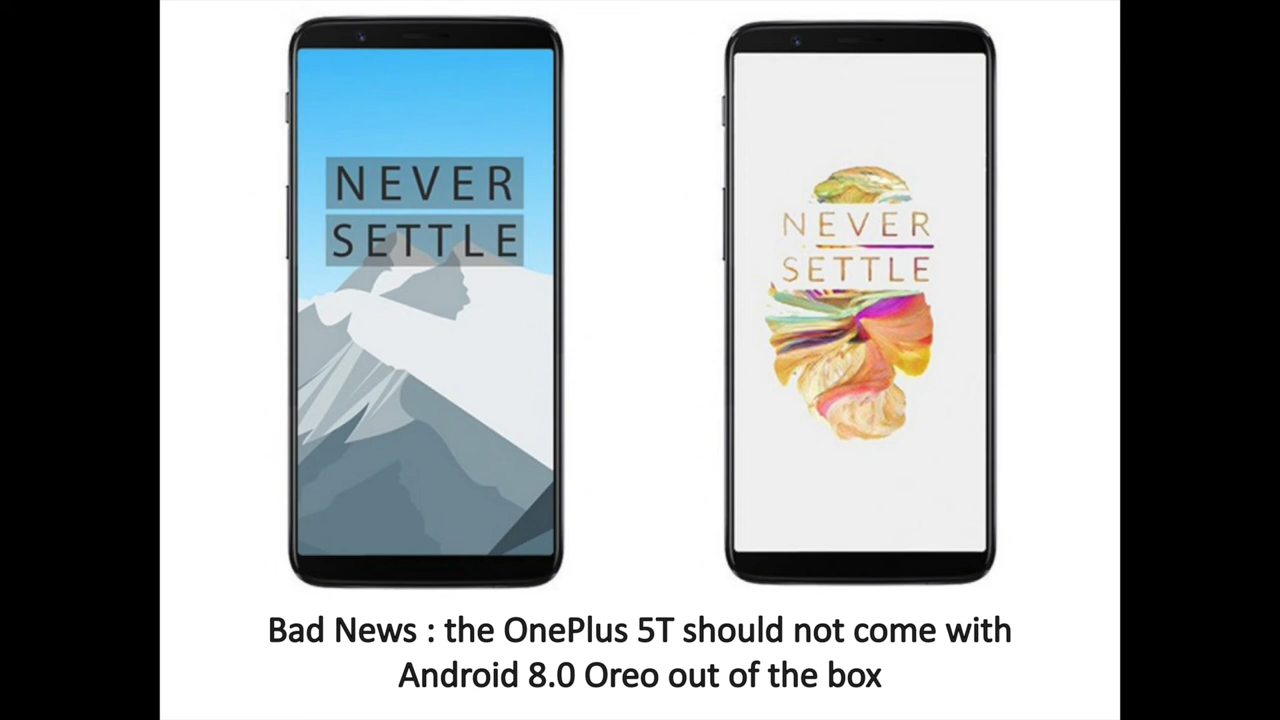 NEVER
SETTLE
NEVER
SETTLE
Bad News : the OnePlus 5T should not come with
Android 8.0 Oreo out of the box